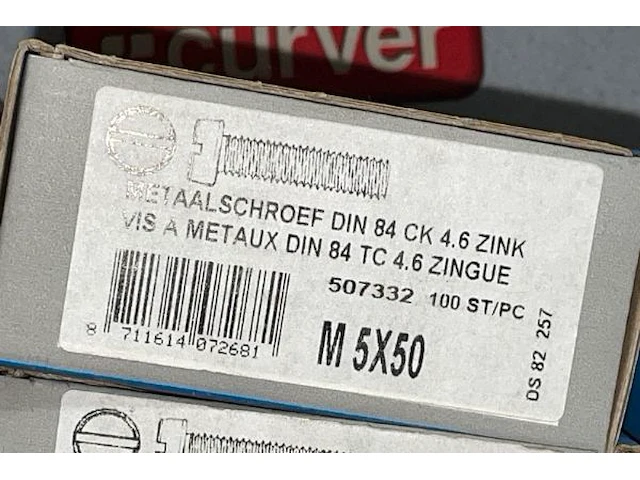 curver
METAALSCHROEF DIN 84 CK 4.6 ZINK
VIS A METAUX DIN 84 TC 4.6 ZINGUE
507332 100 ST/PC
8 711614 072681
M 5X50
DS 82 257